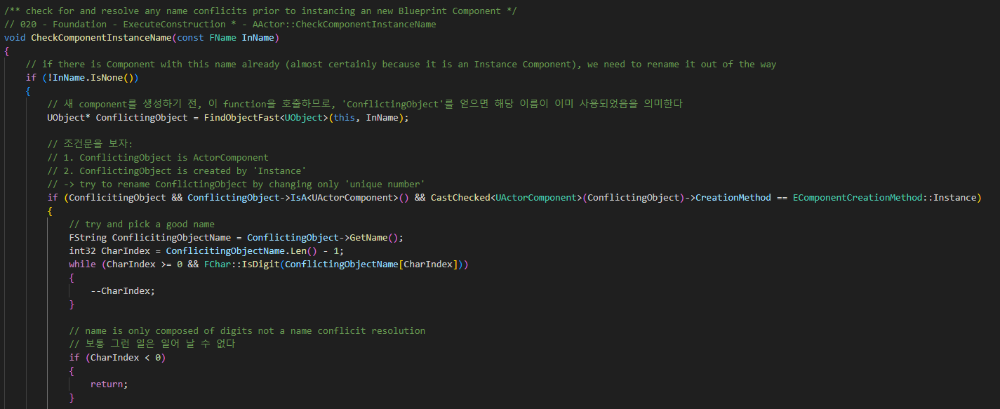 /** check for and resolve any name conflicits prior to instancing an new Blueprint Component */
// 020 - Foundation - ExecuteConstruction * - AActor::CheckComponentInstanceName
void CheckComponentInstanceName(const FName InName)
{
// if there is Component with this name already (almost certainly because it is an Instance Component), we need to rename it out of the way
if (!InName.IsNone())
{
// 새 component를 생성하기 전, 이 function을 호출하므로, 'ConflictingObject'를 얻으면 해당 이름이 이미 사용되었음을 의미한다
UObject* ConflictingObject = FindObjectFast<UObject>(this, InName);
// 조건문을 보자:
// 1. ConflictingObject is ActorComponent
// 2. ConflictingObject is created by 'Instance'
// -> try to rename ConflictingObject by changing only 'unique number'
if (ConflicitingObject && ConflictingObject->IsA<UActorComponent>() && CastChecked<UActorComponent>(ConflictingObject)->CreationMethod == EComponentCreationMethod::Instance)
{
// try and pick a good name
FString ConflicitingObjectName = ConflictingObject->GetName();
int32 CharIndex = ConflicitingObjectName.Len() - 1;
while (CharIndex >= 0 && FChar::IsDigit(ConflictingObjectName[CharIndex]))
{
--CharIndex;
}
// name is only composed of digits not a name conflicit resolution
// 보통 그런 일은 일어 날 수 없다
if (CharIndex < 0)
{
return;
}